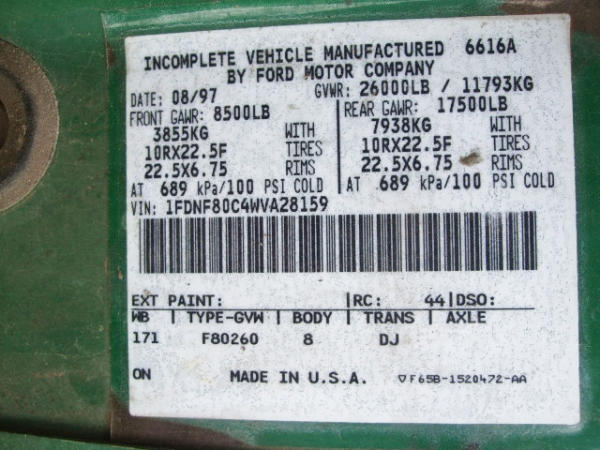 INCOMPLETE VEHICLE MANUFACTURED 6616A
BY FORD MOTOR COMPANY
DATE: 08/97 GVWR: 26000LB / 11793KG
FRONT GAWR: 8500LB REAR GAWR: 17500LB
3855KG WITH 7938KG WITH
10RX22.5F TIRES 10RX22.5F TIRES
22.5X6.75 RIMS 22.5X6.75 RIMS
AT 689 kPa/100 PSI COLD AT 689 kPa/100 PSI COLD
VIN: 1FDNF80C4WVA28159
EXT PAINT: RC: 44 DSO:
WB TYPE-GVW BODY TRANS AXLE
171 F80260 8 DJ
ON MADE IN U.S.A. ▽F65B-1520472-AA